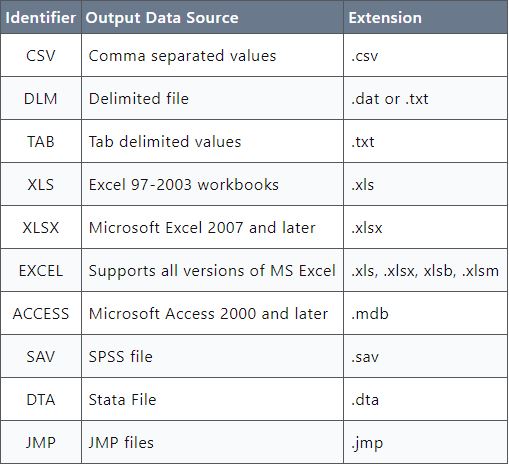 Identifier Output Data Source Extension
CSV Comma separated values .csv
DLM Delimited file .dat or .txt
TAB Tab delimited values .txt
XLS Excel 97-2003 workbooks .xls
XLSX Microsoft Excel 2007 and later .xlsx
EXCEL Supports all versions of MS Excel .xls, .xlsx, xlsb, .xlsm
ACCESS Microsoft Access 2000 and later .mdb
SAV SPSS file .sav
DTA Stata File .dta
JMP JMP files .jmp